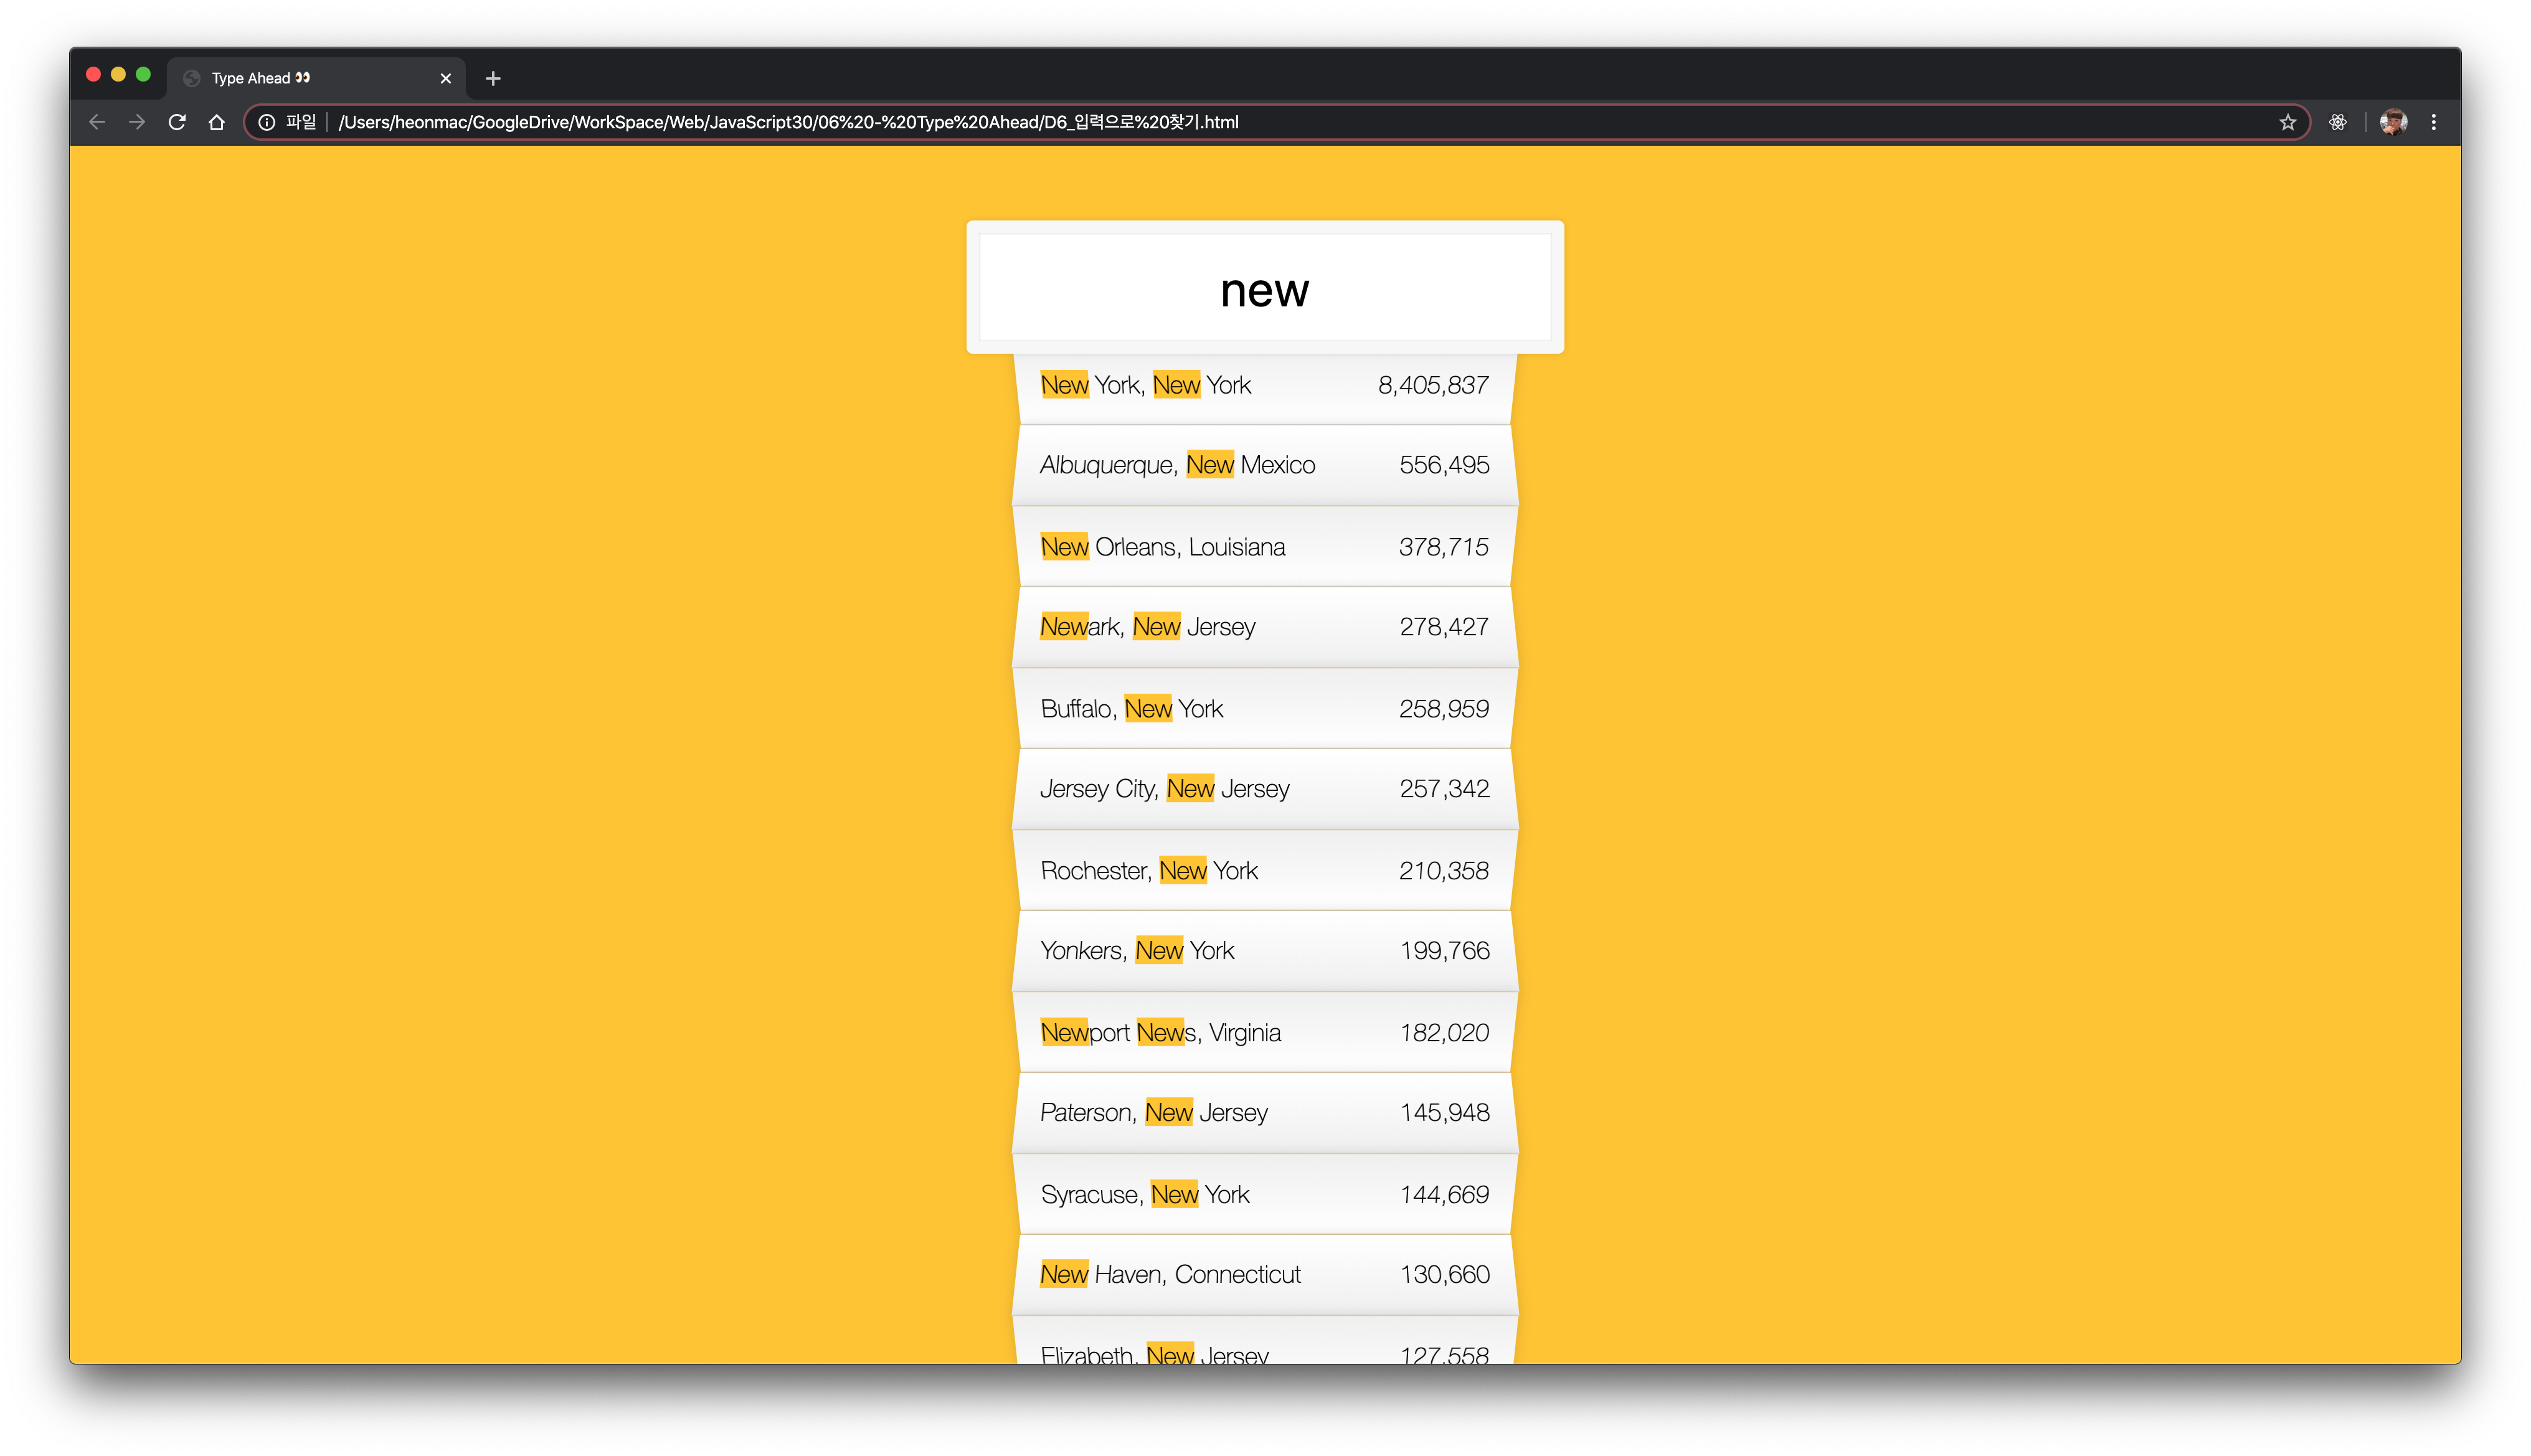 Type Ahead 👀
파일 /Users/heonmac/GoogleDrive/WorkSpace/Web/JavaScript30/06%20-%20Type%20Ahead/D6_입력으로%20찾기.html
new
New York, New York 8,405,837
Albuquerque, New Mexico 556,495
New Orleans, Louisiana 378,715
Newark, New Jersey 278,427
Buffalo, New York 258,959
Jersey City, New Jersey 257,342
Rochester, New York 210,358
Yonkers, New York 199,766
Newport News, Virginia 182,020
Paterson, New Jersey 145,948
Syracuse, New York 144,669
New Haven, Connecticut 130,660
Elizabeth, New Jersey 127,558